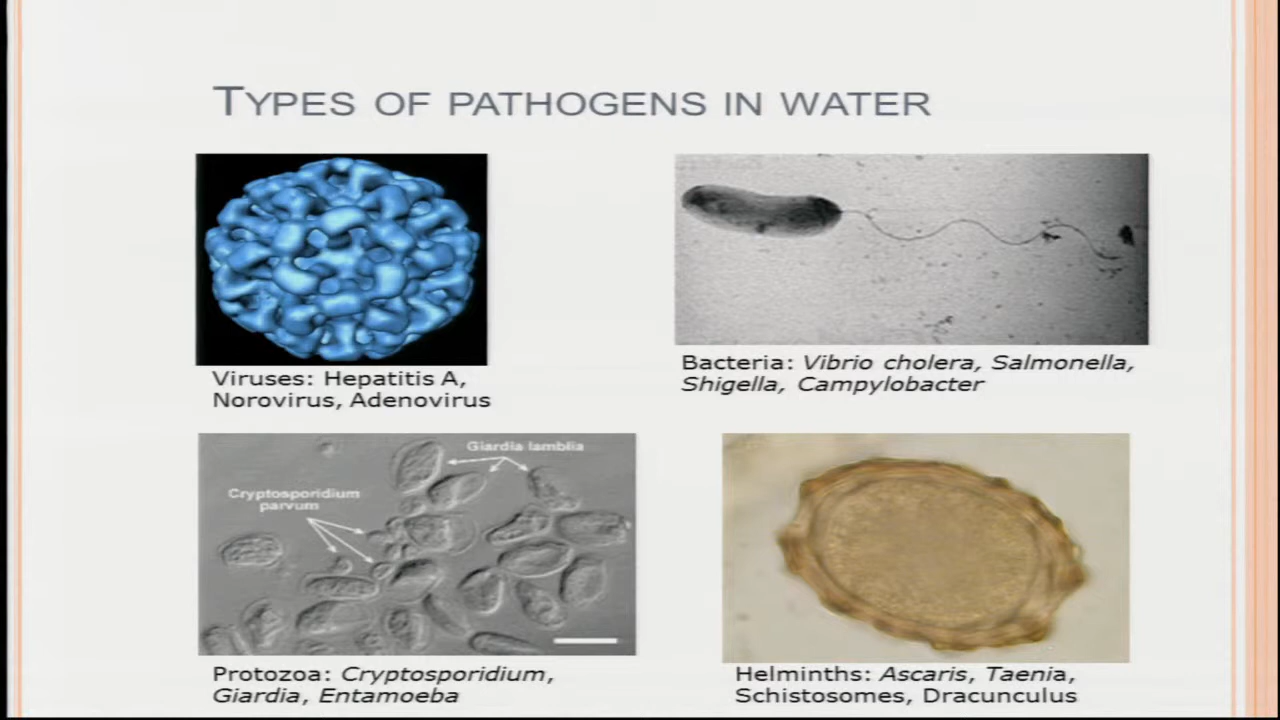 TYPES OF PATHOGENS IN WATER
Viruses: Hepatitis A,
Norovirus, Adenovirus
Bacteria: Vibrio cholera, Salmonella,
Shigella, Campylobacter
Giardia lamblia
Cryptosporidium
parvum
Protozoa: Cryptosporidium,
Giardia, Entamoeba
Helminths: Ascaris, Taenia,
Schistosomes, Dracunculus